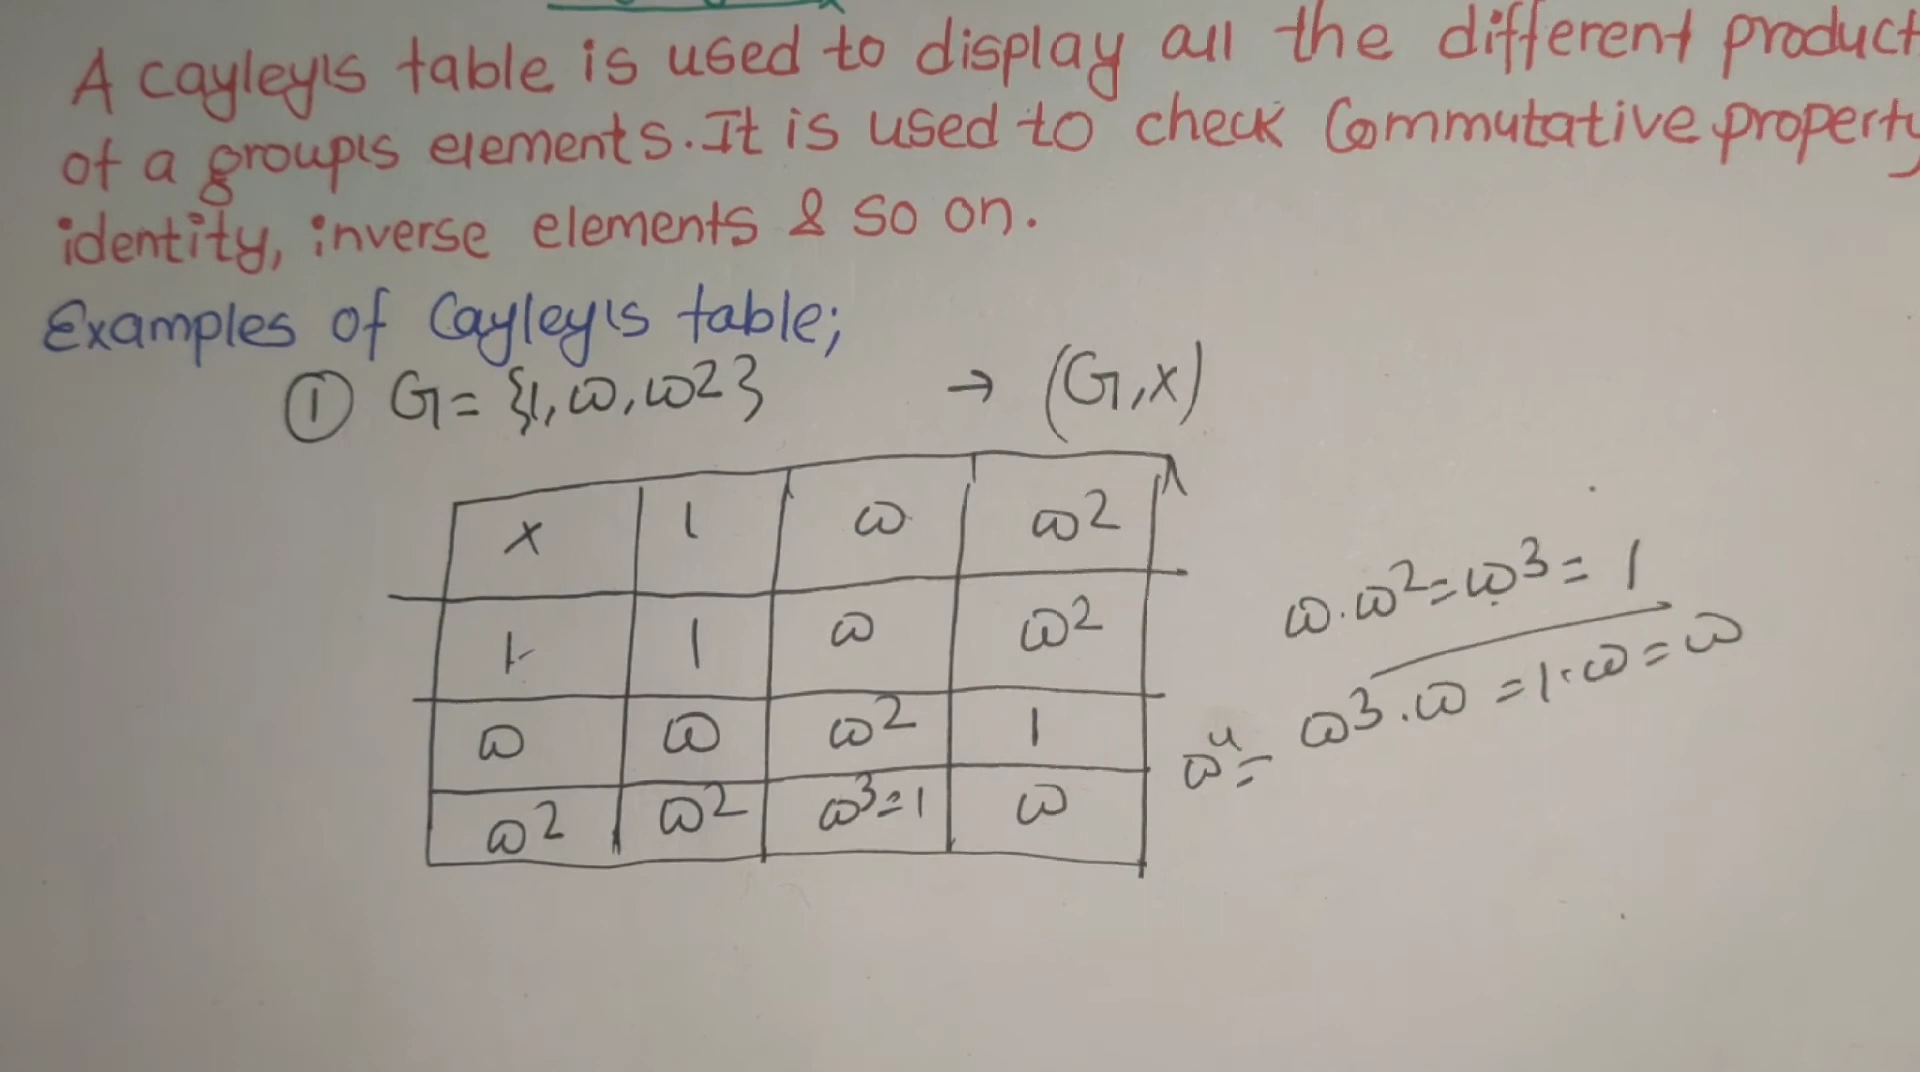 A Cayley's table is used to display all the different product
of a group's elements. It is used to check Commutative property
identity, inverse elements & so on.
Examples of Cayley's table;
① G = {1, ω, ω2} → (G,x)
x 1 ω ω2
1 1 ω ω2
ω ω ω2 1
ω2 ω2 ω3=1 ω
ω.ω2=ω3=1
ω4= ω3.ω =1.ω=ω